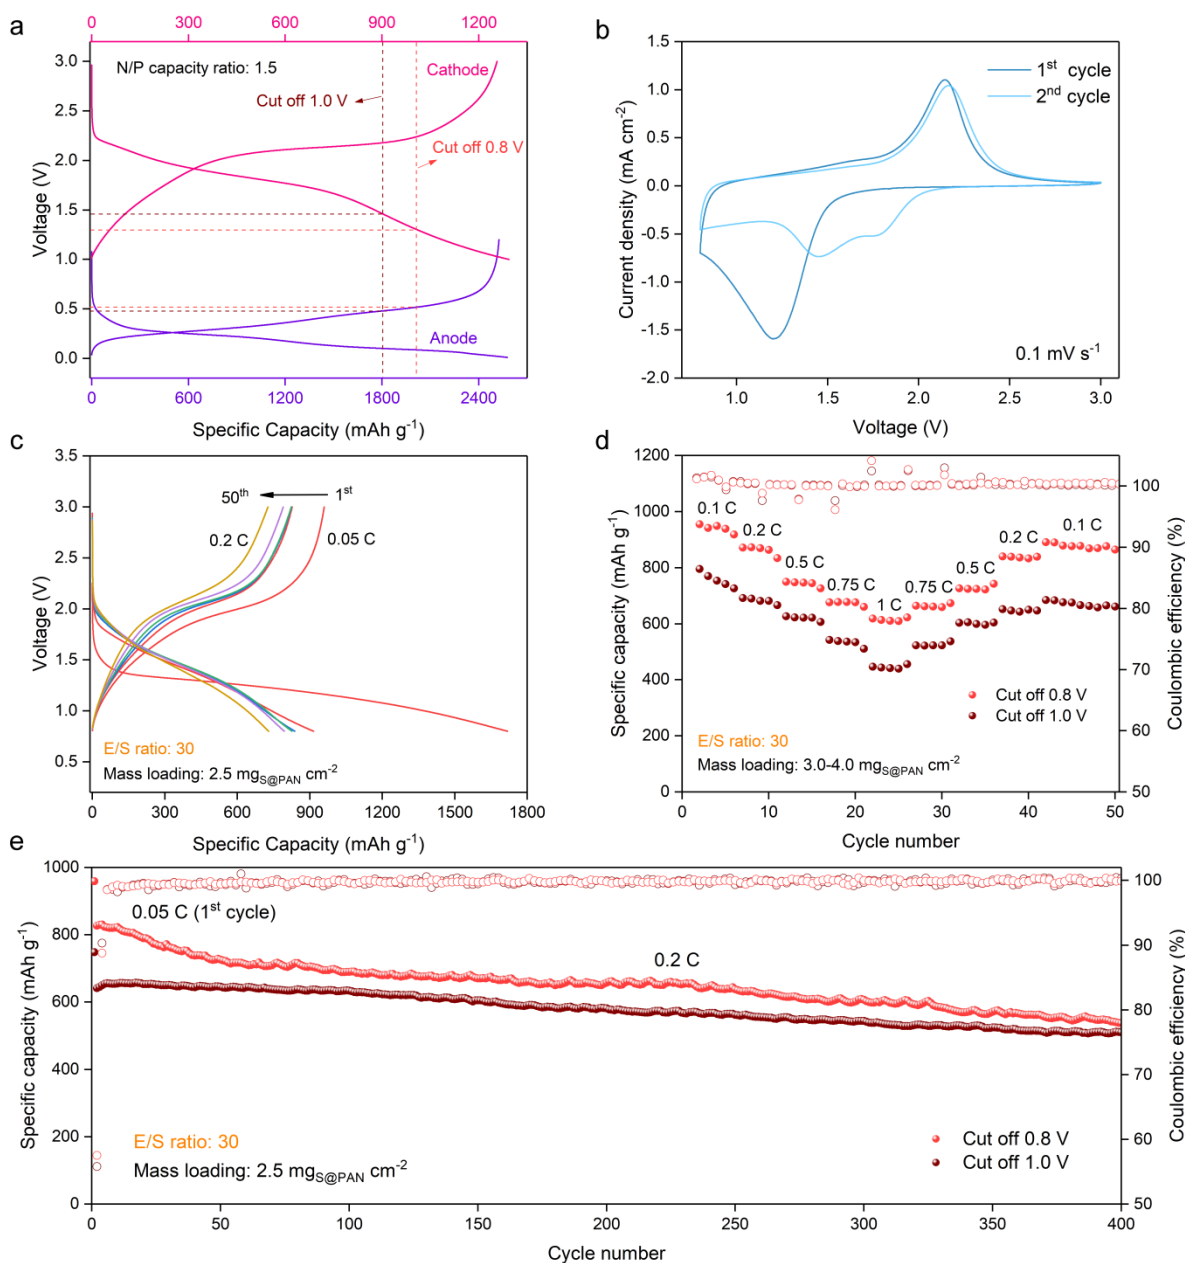 a
0 300 600 900 1200
3.0
2.5
2.0
1.5
1.0
0.5
0.0
Voltage (V)
N/P capacity ratio: 1.5
Cathode
Cut off 1.0 V
Cut off 0.8 V
Anode
0 600 1200 1800 2400
Specific Capacity (mAh g⁻¹)
b
1.5
1.0
0.5
0.0
-0.5
-1.0
-1.5
-2.0
Current density (mA cm⁻²)
1ˢᵗ cycle
2ⁿᵈ cycle
0.1 mV s⁻¹
1.0 1.5 2.0 2.5 3.0
Voltage (V)
c
3.5
3.0
2.5
2.0
1.5
1.0
0.5
Voltage (V)
50ᵗʰ 1ˢᵗ
0.2 C 0.05 C
E/S ratio: 30
Mass loading: 2.5 mg_S@PAN cm⁻²
0 300 600 900 1200 1500 1800
Specific Capacity (mAh g⁻¹)
d
1200
1000
800
600
400
200
0
Specific capacity (mAh g⁻¹)
0.1 C
0.2 C
0.5 C
0.75 C
1 C
0.75 C
0.5 C
0.2 C
0.1 C
Cut off 0.8 V
Cut off 1.0 V
E/S ratio: 30
Mass loading: 3.0-4.0 mg_S@PAN cm⁻²
100
90
80
70
60
50
Coulombic efficiency (%)
0 10 20 30 40 50
Cycle number
e
1000
800
600
400
200
0
Specific capacity (mAh g⁻¹)
0.05 C (1ˢᵗ cycle)
0.2 C
E/S ratio: 30
Mass loading: 2.5 mg_S@PAN cm⁻²
Cut off 0.8 V
Cut off 1.0 V
100
90
80
70
60
50
Coulombic efficiency (%)
0 50 100 150 200 250 300 350 400
Cycle number